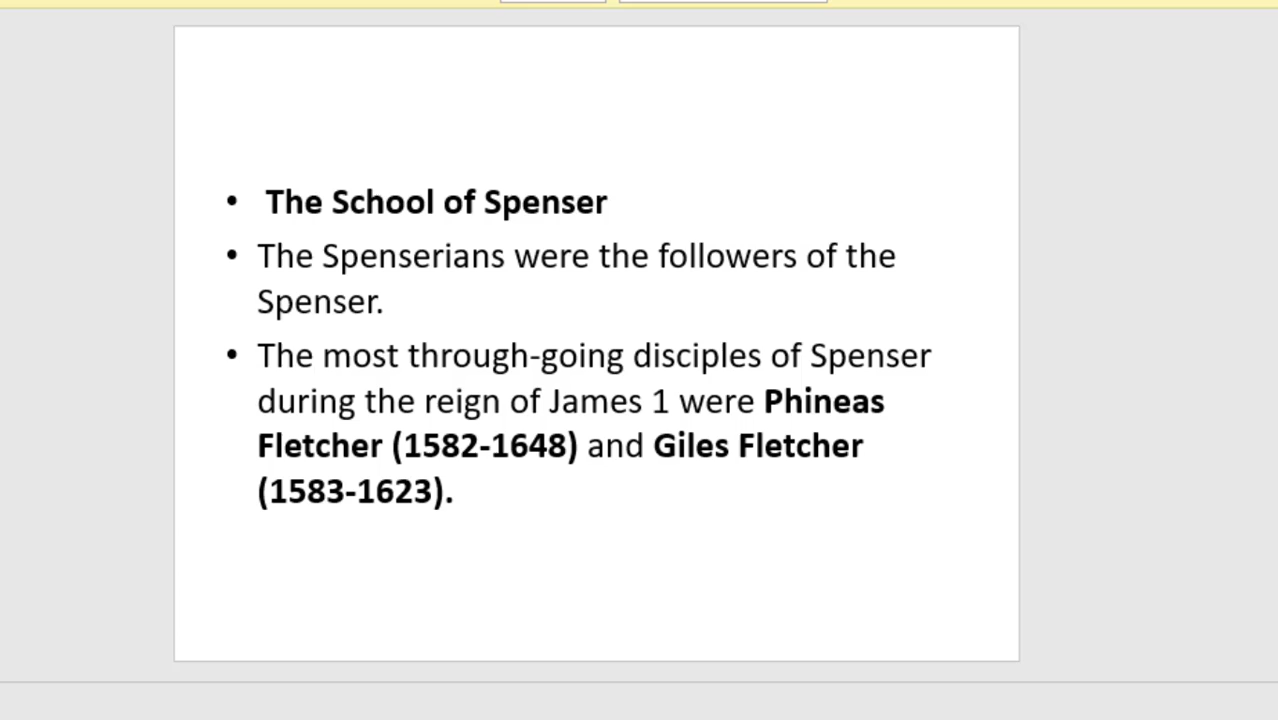 • The School of Spenser
• The Spenserians were the followers of the
Spenser.
• The most through-going disciples of Spenser
during the reign of James 1 were Phineas
Fletcher (1582-1648) and Giles Fletcher
(1583-1623).